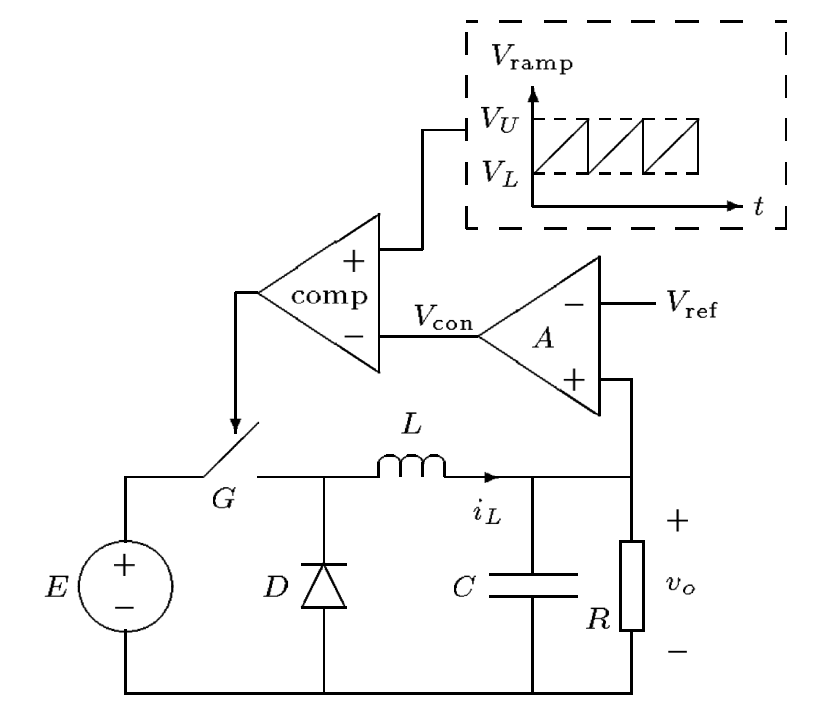 V_ramp
V_U
V_L
t
+
comp
−
V_con
−
A
+
V_ref
L
G
i_L
+
E
+
−
D
C
R
v_o
−